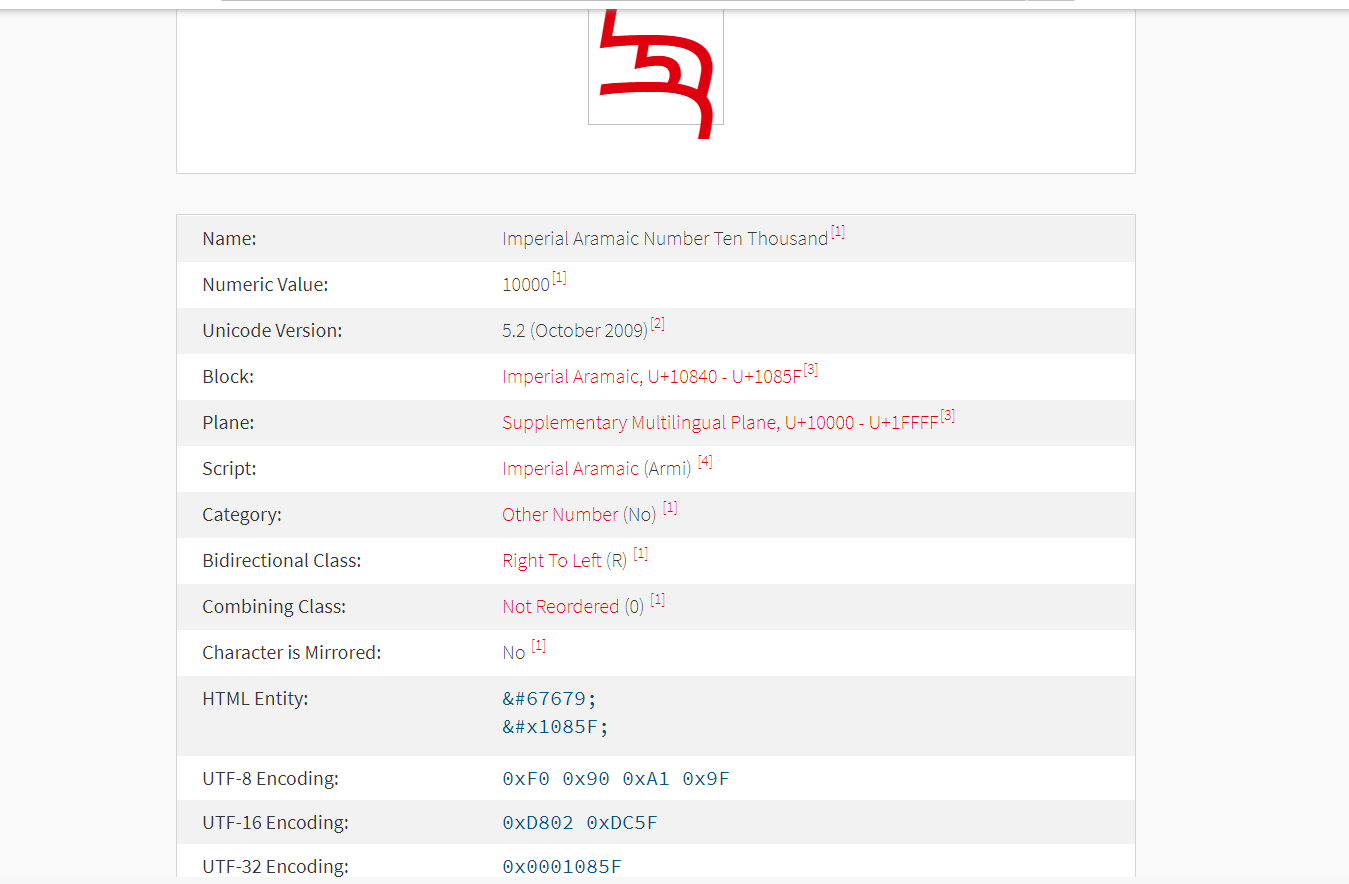 𐡟
Name: Imperial Aramaic Number Ten Thousand[1]
Numeric Value: 10000[1]
Unicode Version: 5.2 (October 2009)[2]
Block: Imperial Aramaic, U+10840 - U+1085F[3]
Plane: Supplementary Multilingual Plane, U+10000 - U+1FFFF[3]
Script: Imperial Aramaic (Armi) [4]
Category: Other Number (No) [1]
Bidirectional Class: Right To Left (R) [1]
Combining Class: Not Reordered (0) [1]
Character is Mirrored: No [1]
HTML Entity: &#67679;
&#x1085F;
UTF-8 Encoding: 0xF0 0x90 0xA1 0x9F
UTF-16 Encoding: 0xD802 0xDC5F
UTF-32 Encoding: 0x0001085F